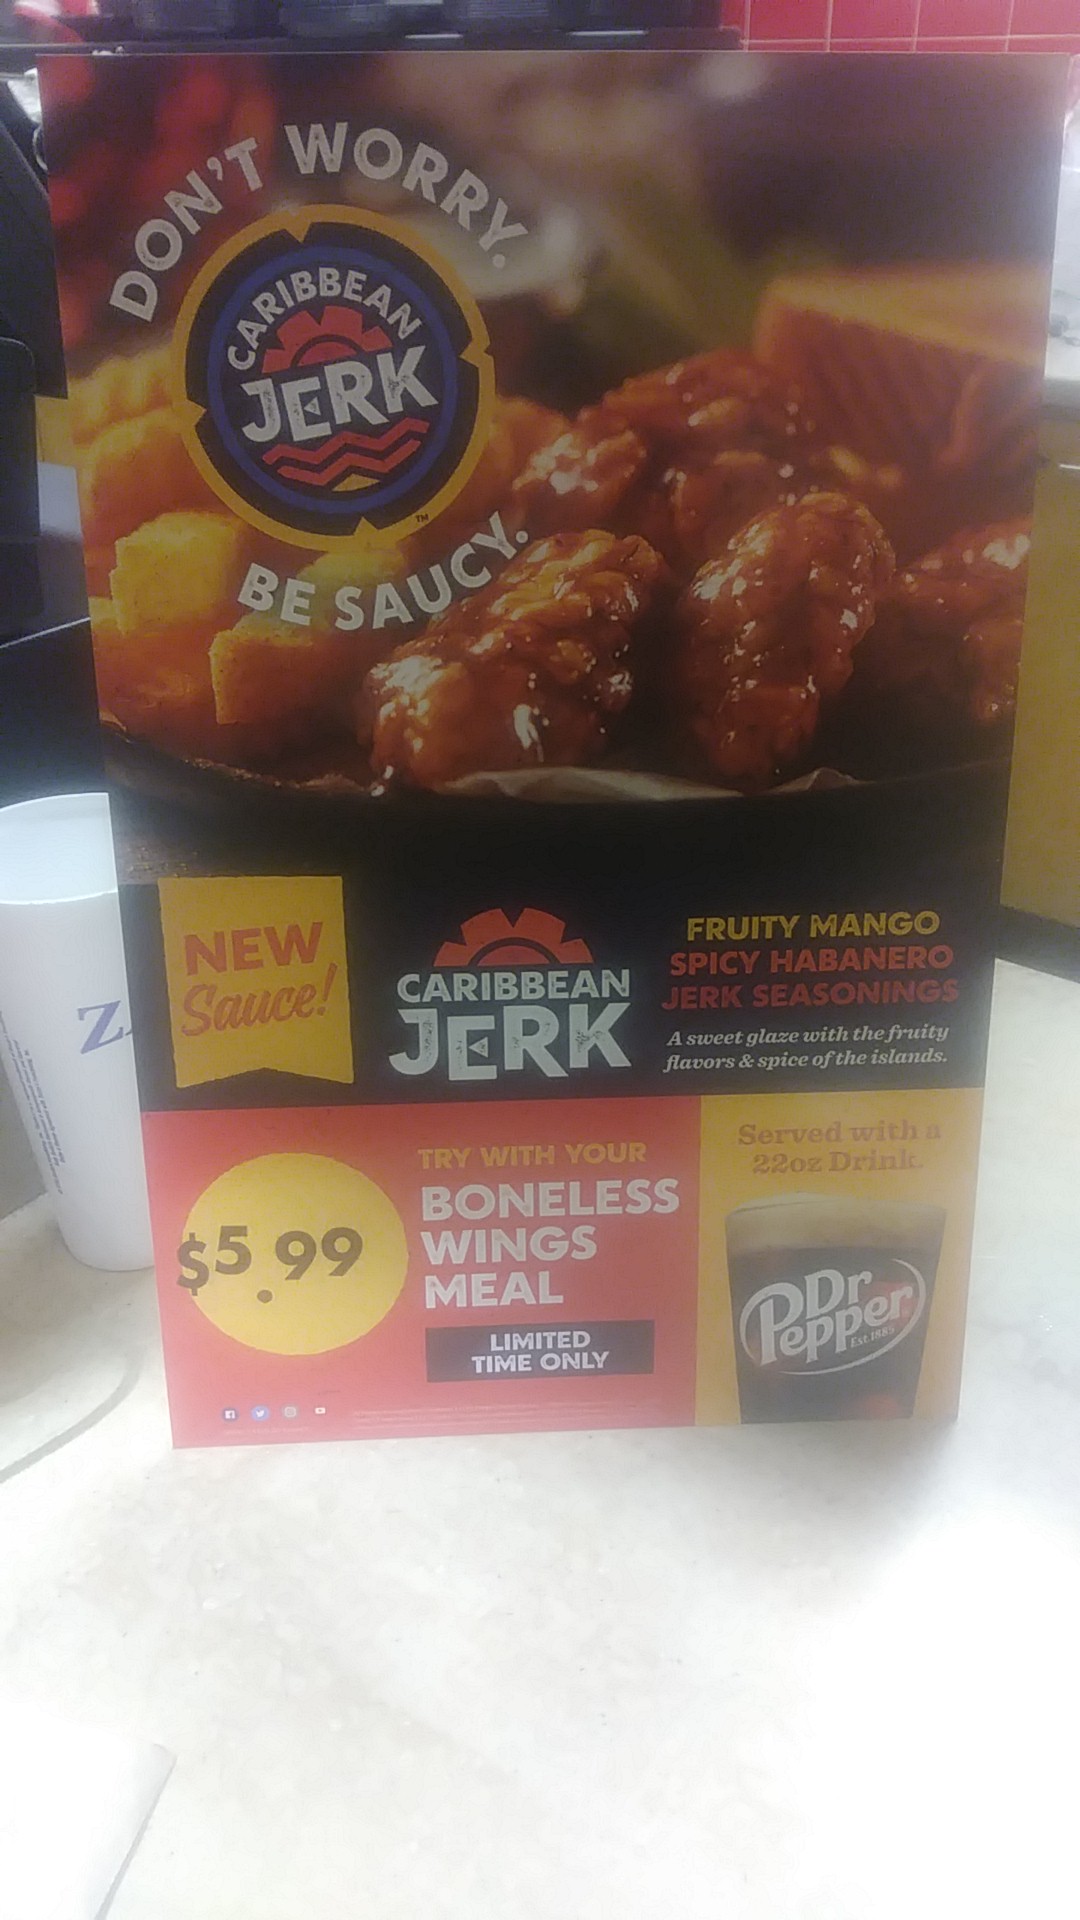 DON'T WORRY.
CARIBBEAN
JERK
TM
BE SAUCY.
NEW
Sauce!
CARIBBEAN
JERK
FRUITY MANGO
SPICY HABANERO
JERK SEASONINGS
A sweet glaze with the fruity
flavors & spice of the islands.
$5.99
TRY WITH YOUR
BONELESS
WINGS
MEAL
LIMITED
TIME ONLY
Served with a
22oz Drink.
Dr
Pepper
Est.1885
Z